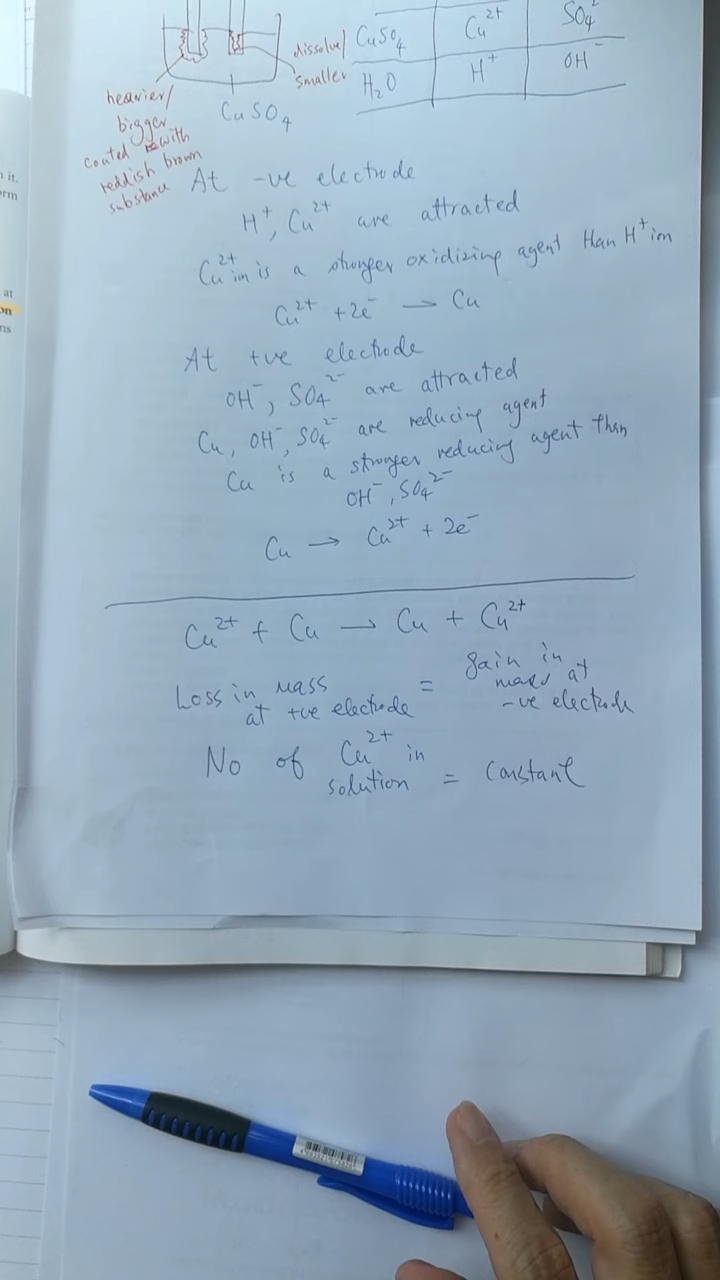 CuSO4 Cu2+ SO42-
H2O H+ OH-
dissolve/
smaller
heavier/
bigger
coated with
reddish brown
substance
CuSO4
At -ve electrode
H+, Cu2+ are attracted
Cu2+ ion is a stronger oxidizing agent than H+ ion
Cu2+ +2e- → Cu
At +ve electrode
OH-, SO42- are attracted
Cu, OH-, SO42- are reducing agent
Cu is a stronger reducing agent than
OH-, SO42-
Cu → Cu2+ + 2e-
Cu2+ + Cu → Cu + Cu2+
Loss in mass
at +ve electrode
=
gain in
mass at
-ve electrode
No of Cu2+ in
solution = constant
it.
at